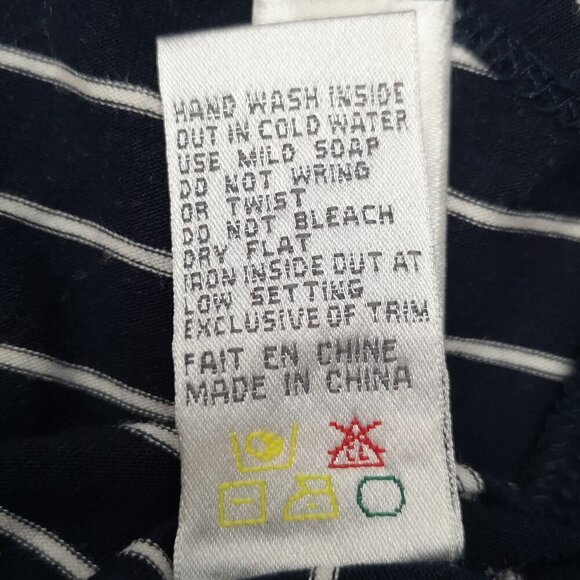 HAND WASH INSIDE
OUT IN COLD WATER
USE MILD SOAP
DO NOT WRING
OR TWIST
DO NOT BLEACH
DRY FLAT
IRON INSIDE OUT AT
LOW SETTING
EXCLUSIVE OF TRIM
FAIT EN CHINE
MADE IN CHINA
CL